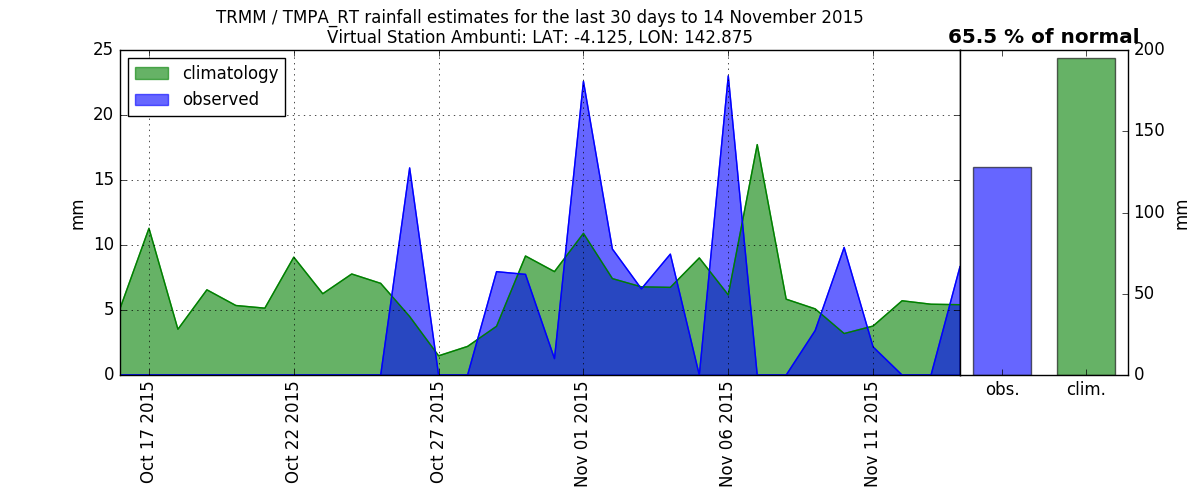 TRMM / TMPA_RT rainfall estimates for the last 30 days to 14 November 2015
Virtual Station Ambunti: LAT: -4.125, LON: 142.875
65.5 % of normal
climatology
observed
25
20
15
10
5
0
mm
Oct 17 2015
Oct 22 2015
Oct 27 2015
Nov 01 2015
Nov 06 2015
Nov 11 2015
200
150
100
50
0
mm
obs.
clim.